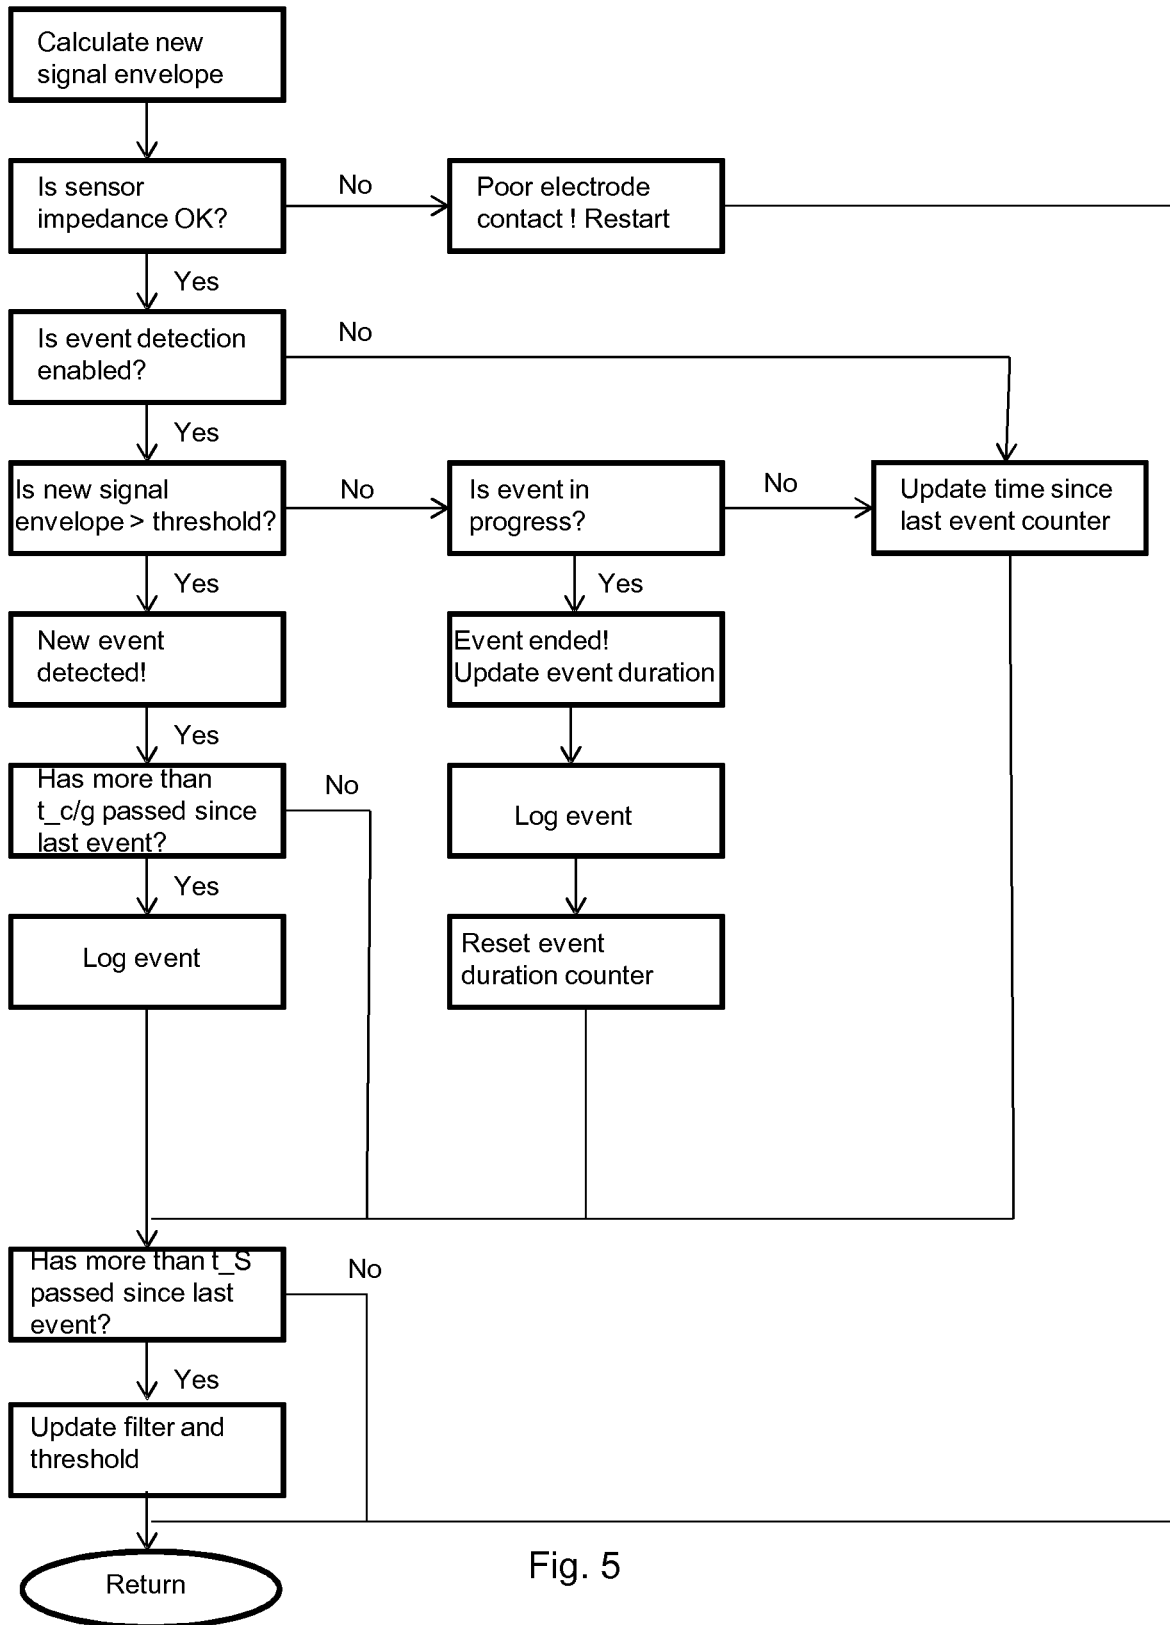 Calculate new
signal envelope
Is sensor
impedance OK?
No
Poor electrode
contact ! Restart
Yes
Is event detection
enabled?
No
Yes
Is new signal
envelope > threshold?
No
Is event in
progress?
No
Update time since
last event counter
Yes
Yes
New event
detected!
Event ended!
Update event duration
Yes
Has more than
t_c/g passed since
last event?
No
Log event
Yes
Log event
Reset event
duration counter
Has more than t_S
passed since last
event?
No
Yes
Update filter and
threshold
Return
Fig. 5